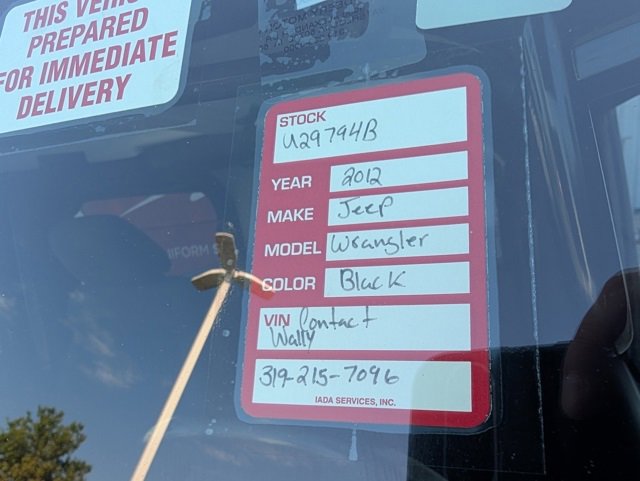 THIS VEHI
PREPARED
FOR IMMEDIATE
DELIVERY
STOCK
U29794B
YEAR 2012
MAKE Jeep
MODEL Wrangler
COLOR Black
VIN Contact
Wally
319-215-7096
IADA SERVICES, INC.
IFORM